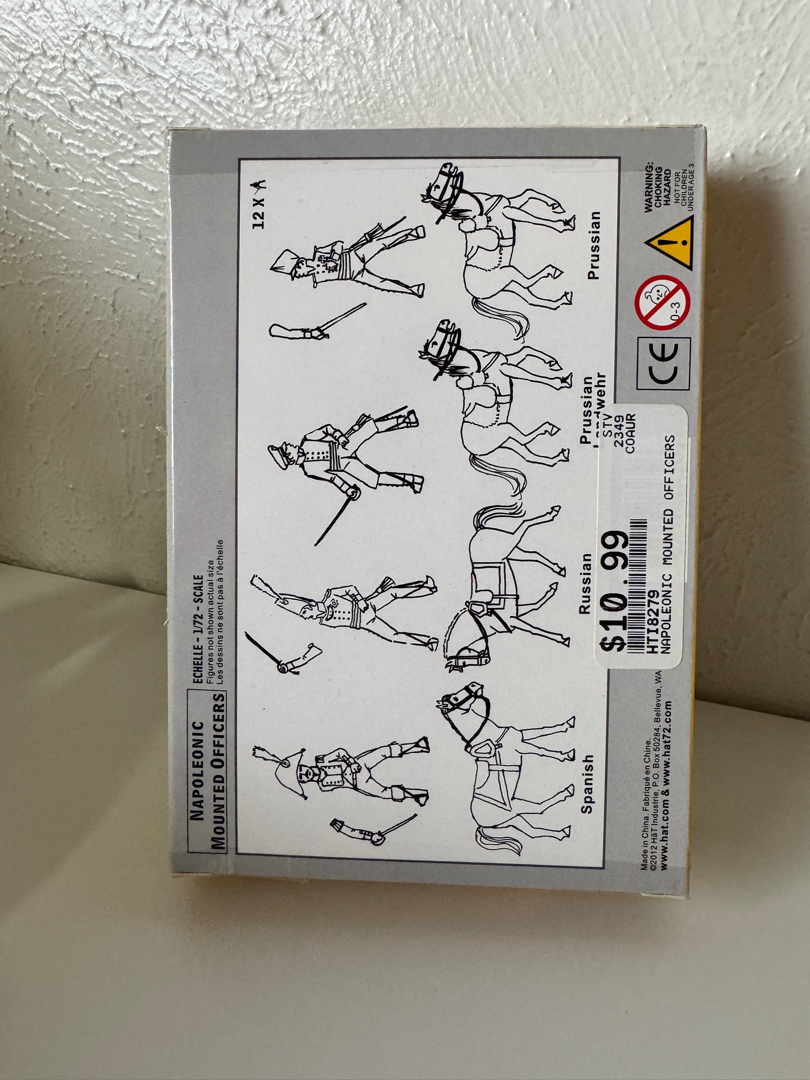 NAPOLEONIC
MOUNTED OFFICERS
ECHELLE - 1/72 - SCALE
Figures not shown actual size
Les dessins ne sont pas à l'échelle
12 X
Spanish
Russian
Prussian
Landwehr
Prussian
Made in China. Fabriqué en Chine.
©2012 HäT Industrie, P.O. Box 50284, Bellevue, WA
www.hat.com & www.hat72.com
$10.99
HTI8279
NAPOLEONIC MOUNTED OFFICERS
STV
2349
COAUR
CE
0-3
WARNING:
CHOKING
HAZARD
NOT FOR
CHILDREN
UNDER AGE 3